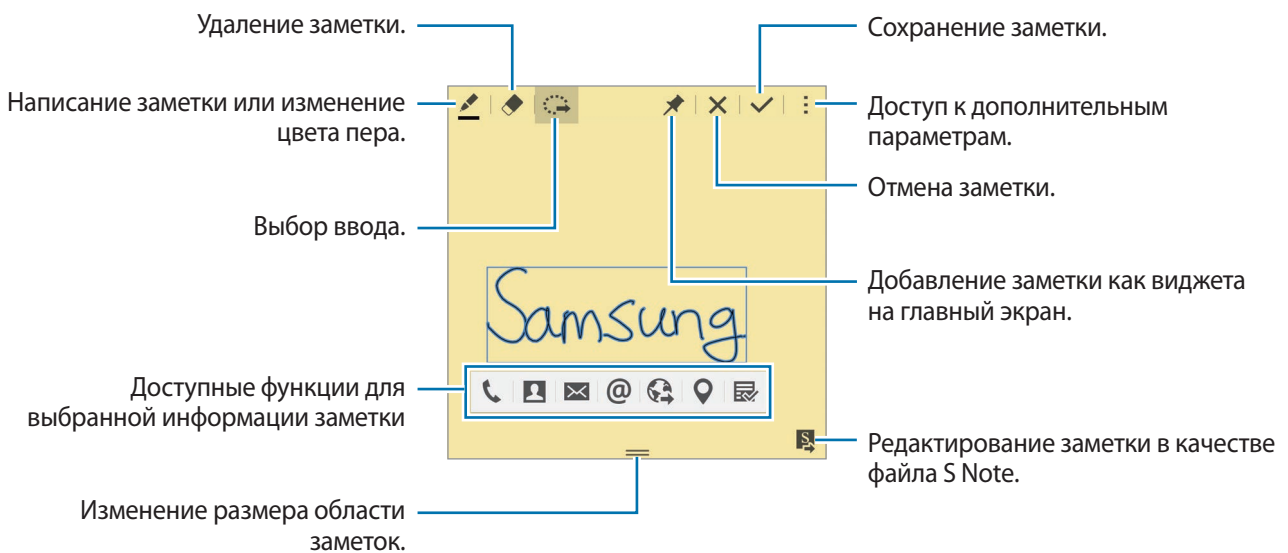 Удаление заметки.
Написание заметки или изменение
цвета пера.
Выбор ввода.
Доступные функции для
выбранной информации заметки
Изменение размера области
заметок.
Samsung
@
S
Сохранение заметки.
Доступ к дополнительным
параметрам.
Отмена заметки.
Добавление заметки как виджета
на главный экран.
Редактирование заметки в качестве
файла S Note.